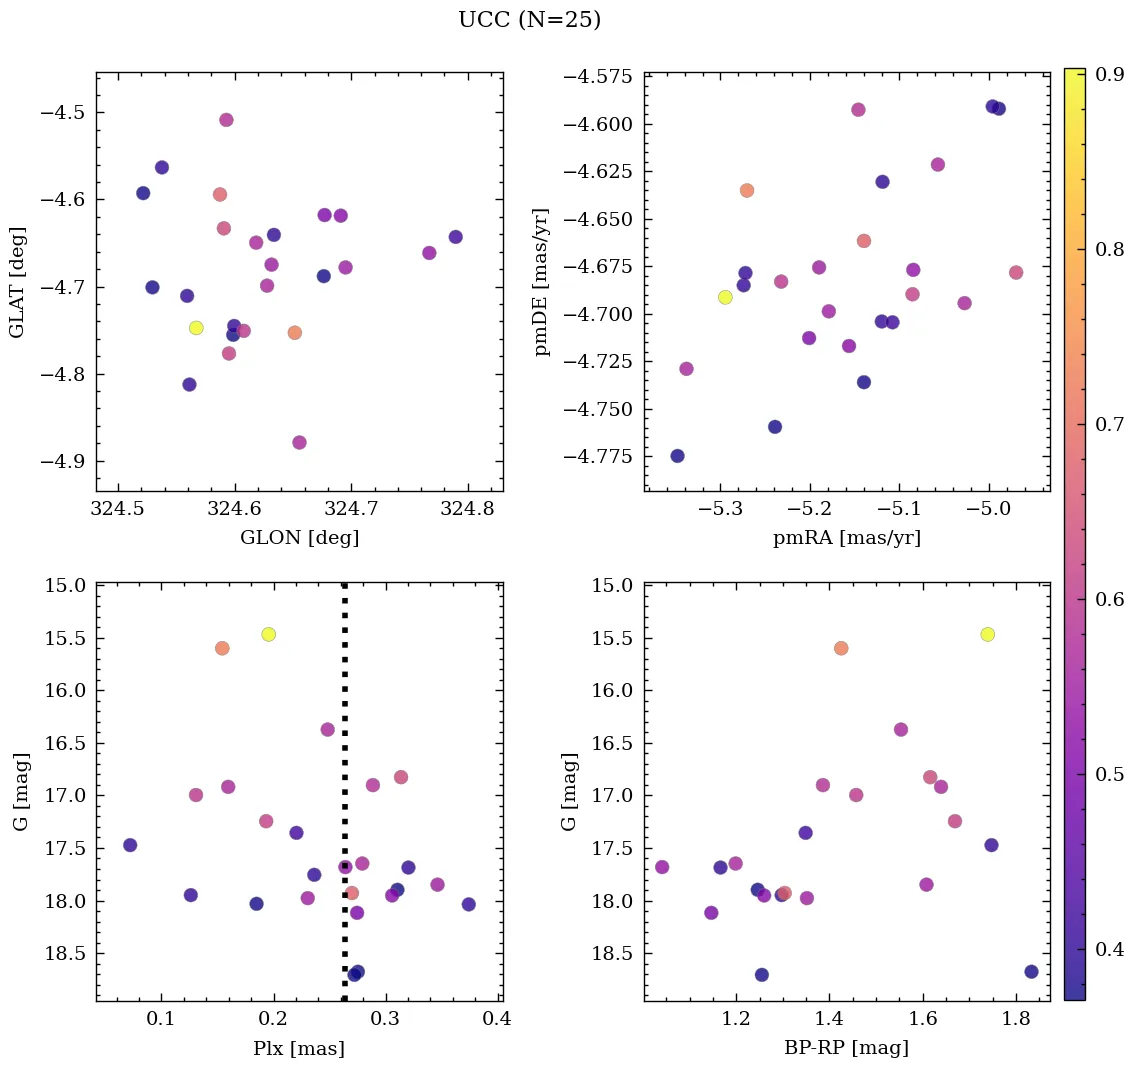 UCC (N=25)
−4.5
−4.6
−4.7
−4.8
−4.9
GLAT [deg]
324.5 324.6 324.7 324.8
GLON [deg]
−4.575
−4.600
−4.625
−4.650
−4.675
−4.700
−4.725
−4.750
−4.775
pmDE [mas/yr]
−5.3 −5.2 −5.1 −5.0
pmRA [mas/yr]
15.0
15.5
16.0
16.5
17.0
17.5
18.0
18.5
G [mag]
0.1 0.2 0.3 0.4
Plx [mas]
15.0
15.5
16.0
16.5
17.0
17.5
18.0
18.5
G [mag]
1.2 1.4 1.6 1.8
BP-RP [mag]
0.9
0.8
0.7
0.6
0.5
0.4